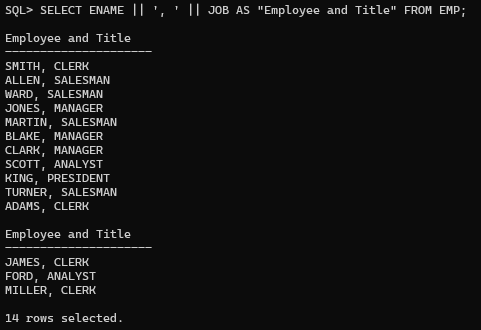 SQL> SELECT ENAME || ', ' || JOB AS "Employee and Title" FROM EMP;
Employee and Title
---------------------
SMITH, CLERK
ALLEN, SALESMAN
WARD, SALESMAN
JONES, MANAGER
MARTIN, SALESMAN
BLAKE, MANAGER
CLARK, MANAGER
SCOTT, ANALYST
KING, PRESIDENT
TURNER, SALESMAN
ADAMS, CLERK
Employee and Title
---------------------
JAMES, CLERK
FORD, ANALYST
MILLER, CLERK
14 rows selected.